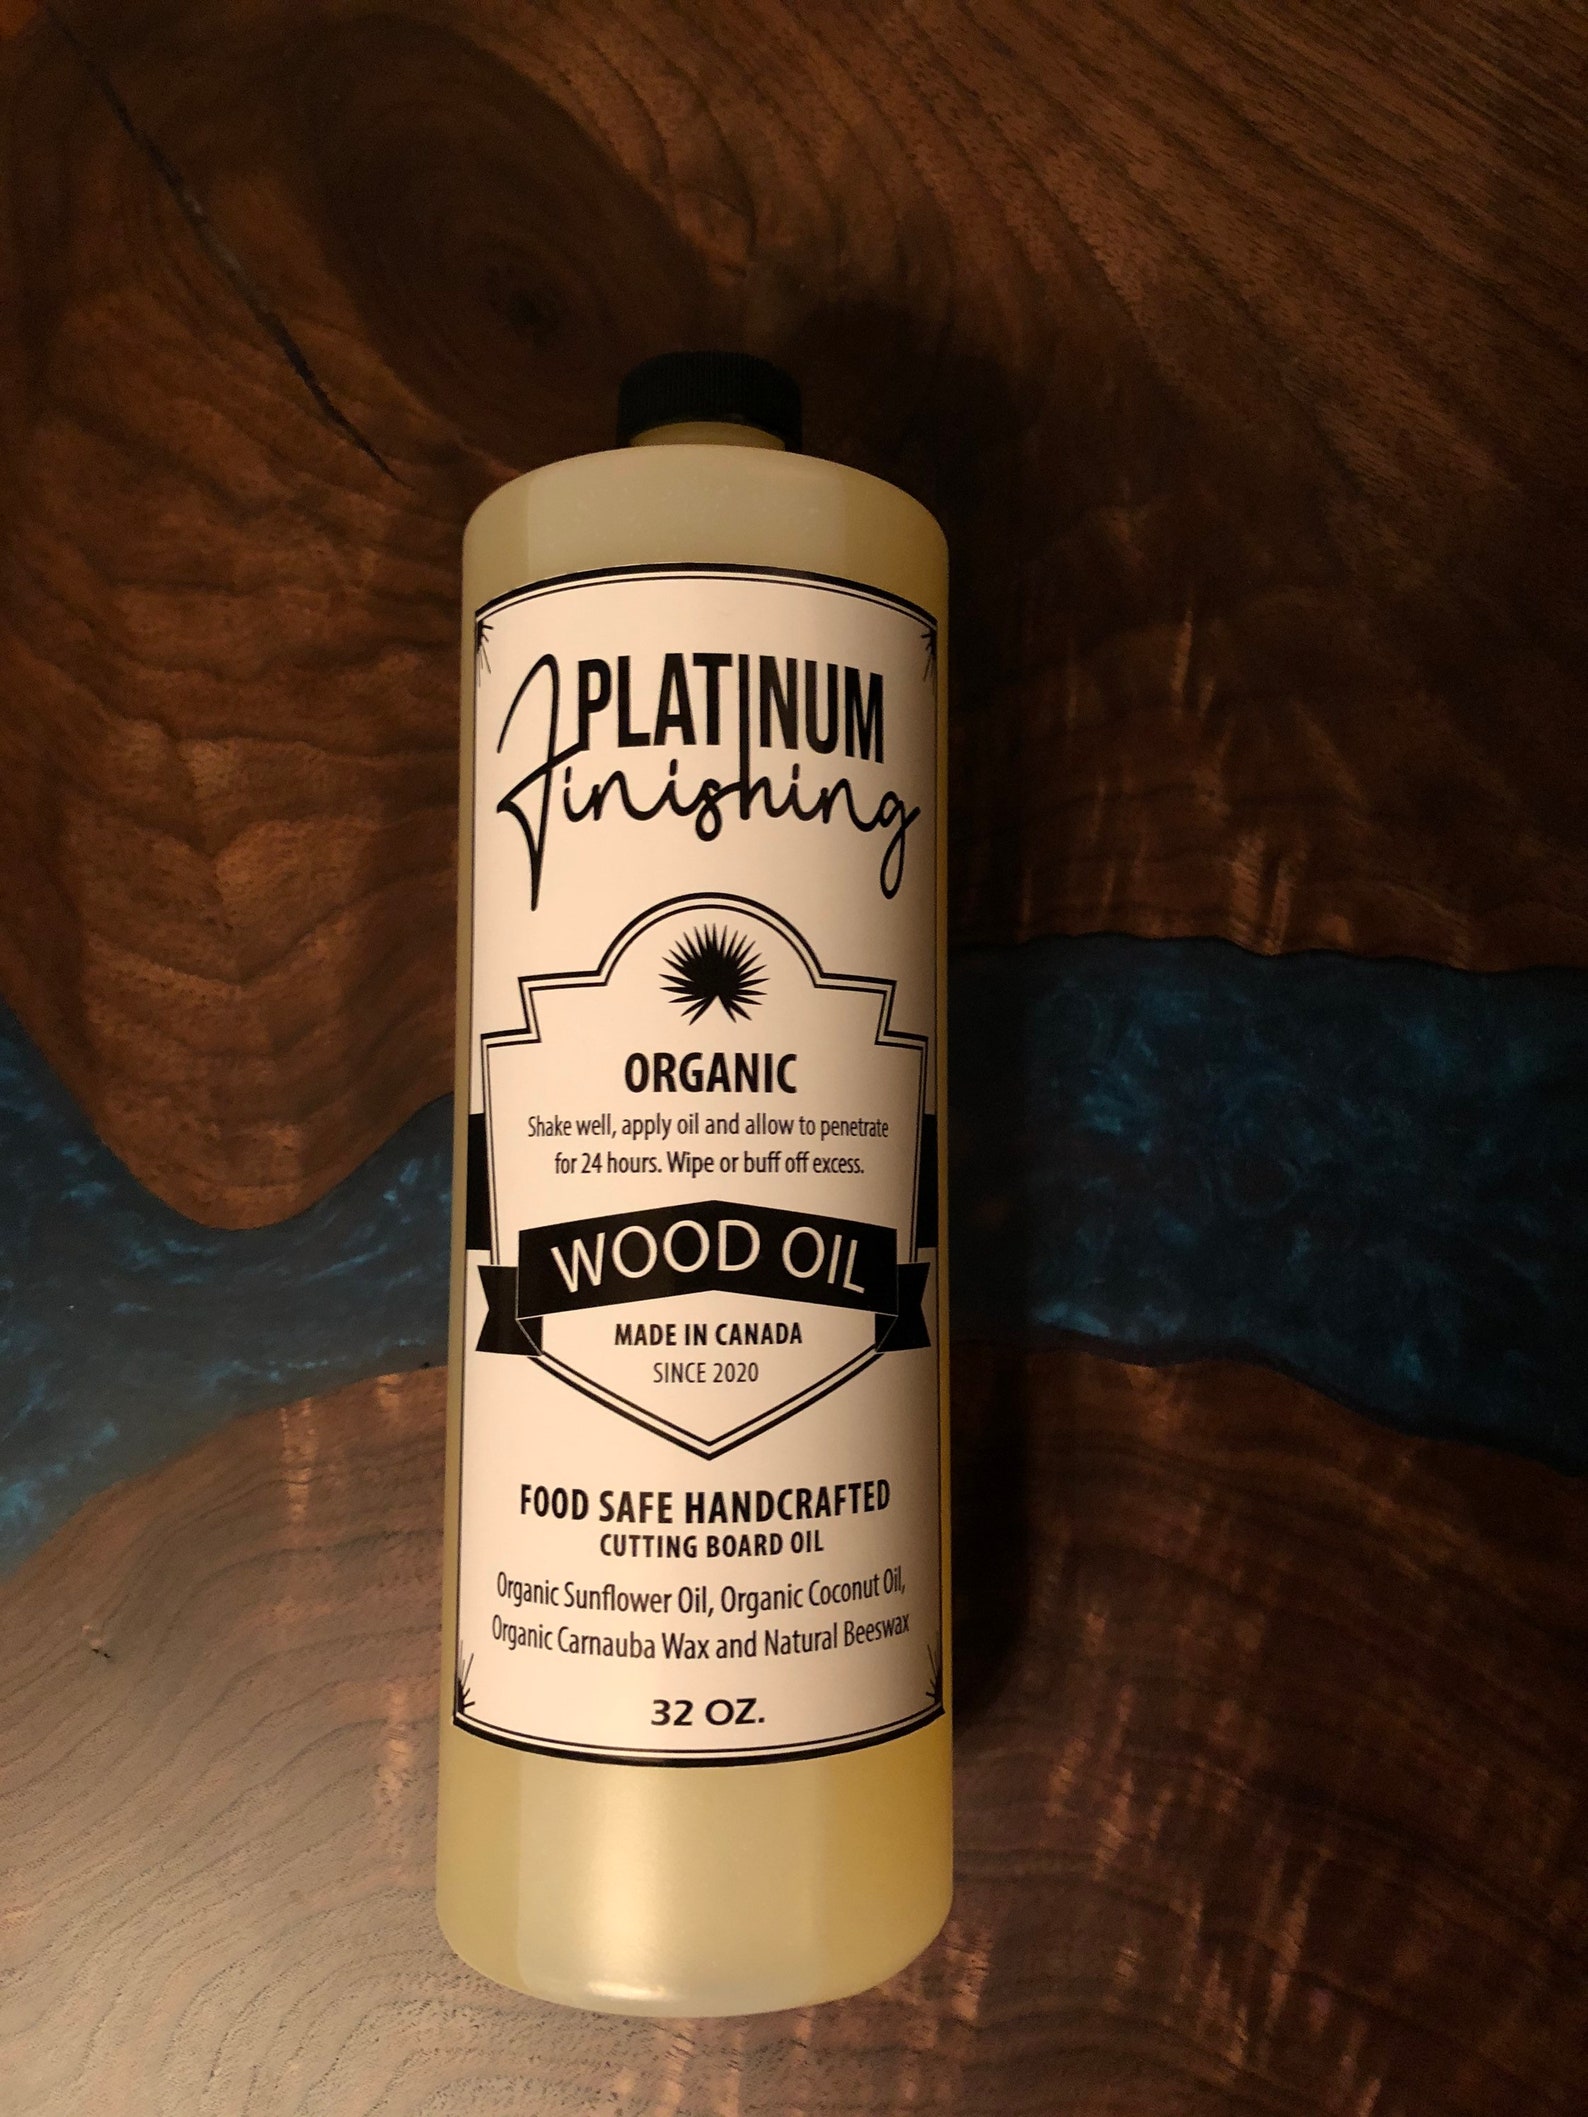 PLATINUM
Finishing
ORGANIC
Shake well, apply oil and allow to penetrate
for 24 hours. Wipe or buff off excess.
WOOD OIL
MADE IN CANADA
SINCE 2020
FOOD SAFE HANDCRAFTED
CUTTING BOARD OIL
Organic Sunflower Oil, Organic Coconut Oil,
Organic Carnauba Wax and Natural Beeswax
32 OZ.